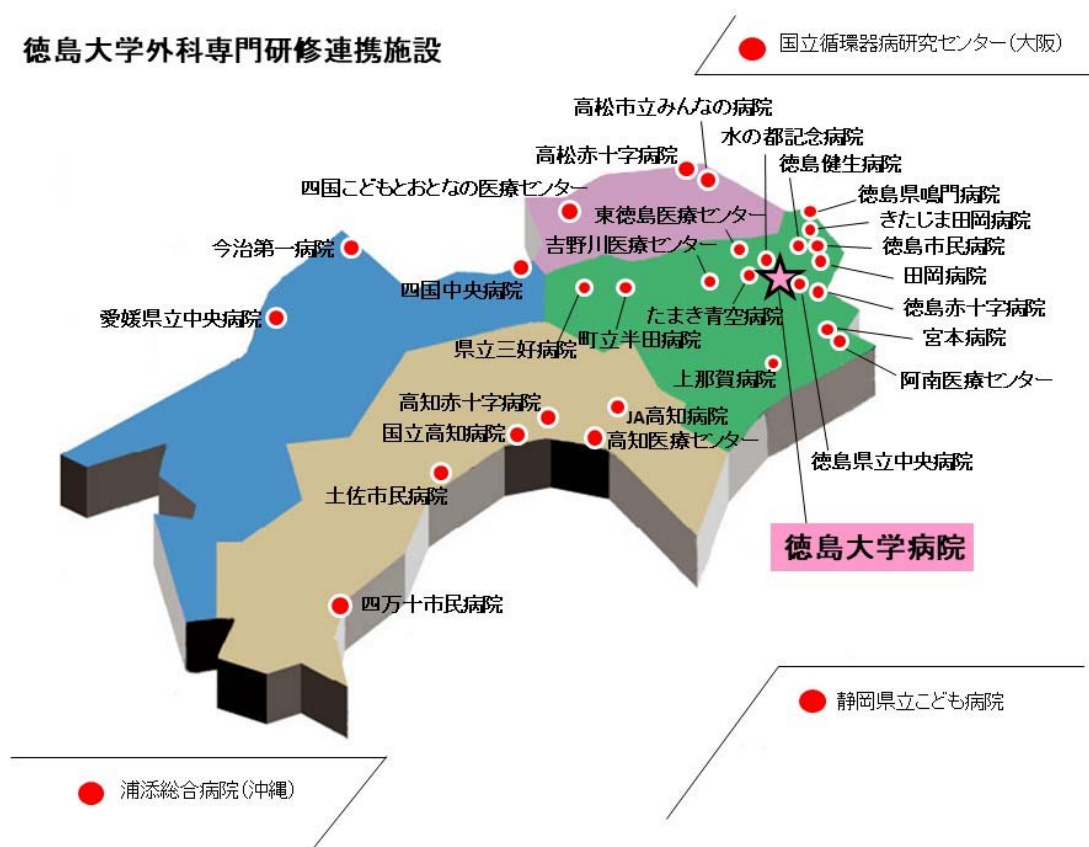 徳島大学外科専門研修連携施設
国立循環器病研究センター(大阪)
高松市立みんなの病院
水の都記念病院
高松赤十字病院
徳島健生病院
四国こどもとおとなの医療センター
徳島県鳴門病院
東徳島医療センター
きたじま田岡病院
吉野川医療センター
徳島市民病院
今治第一病院
田岡病院
四国中央病院
徳島赤十字病院
愛媛県立中央病院
たまき青空病院
宮本病院
町立半田病院
県立三好病院
阿南医療センター
上那賀病院
高知赤十字病院
JA高知病院
国立高知病院
高知医療センター
徳島県立中央病院
土佐市民病院
徳島大学病院
四万十市民病院
静岡県立こども病院
浦添総合病院(沖縄)